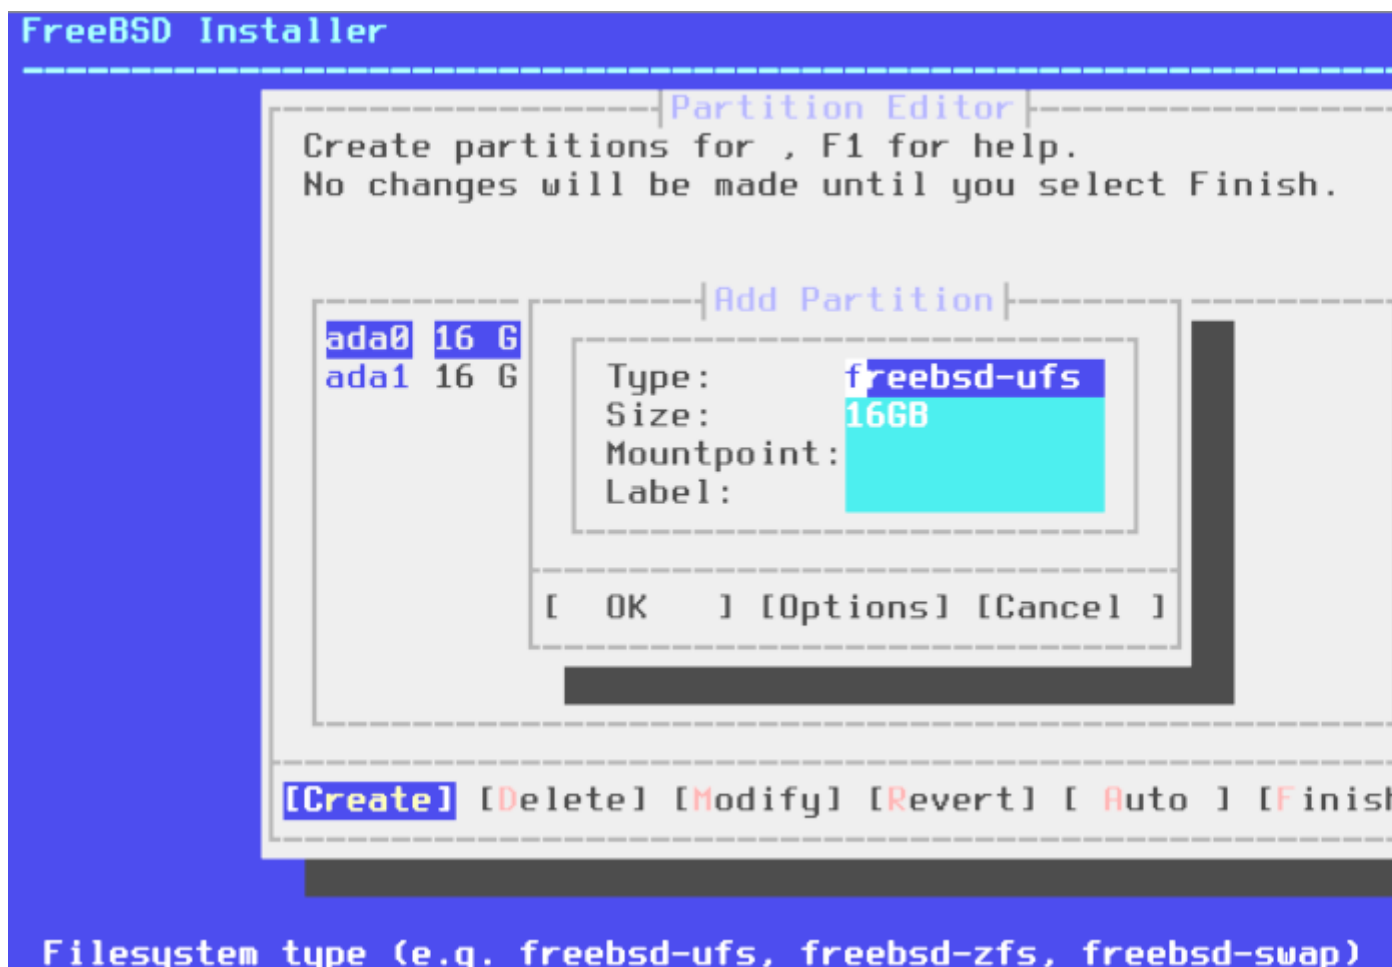 FreeBSD Installer
Partition Editor
Create partitions for , F1 for help.
No changes will be made until you select Finish.
Add Partition
ada0 16 G
ada1 16 G
Type: freebsd-ufs
Size: 16GB
Mountpoint:
Label:
[ OK ] [Options] [Cancel ]
[Create] [Delete] [Modify] [Revert] [ Auto ] [Finish
Filesystem type (e.g. freebsd-ufs, freebsd-zfs, freebsd-swap)